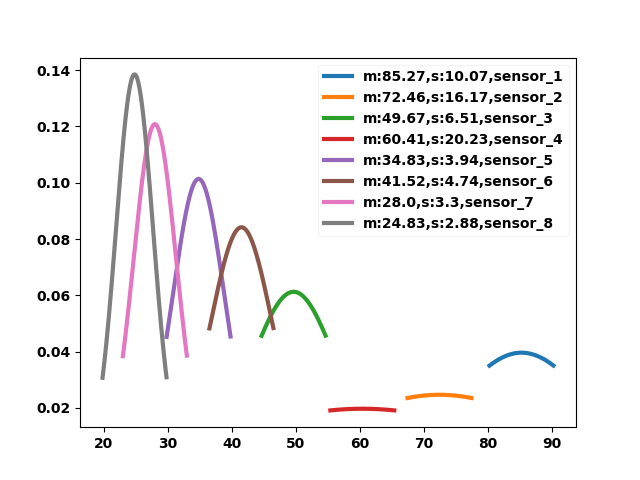 0.14
0.12
0.10
0.08
0.06
0.04
0.02
20 30 40 50 60 70 80 90
m:85.27,s:10.07,sensor_1
m:72.46,s:16.17,sensor_2
m:49.67,s:6.51,sensor_3
m:60.41,s:20.23,sensor_4
m:34.83,s:3.94,sensor_5
m:41.52,s:4.74,sensor_6
m:28.0,s:3.3,sensor_7
m:24.83,s:2.88,sensor_8